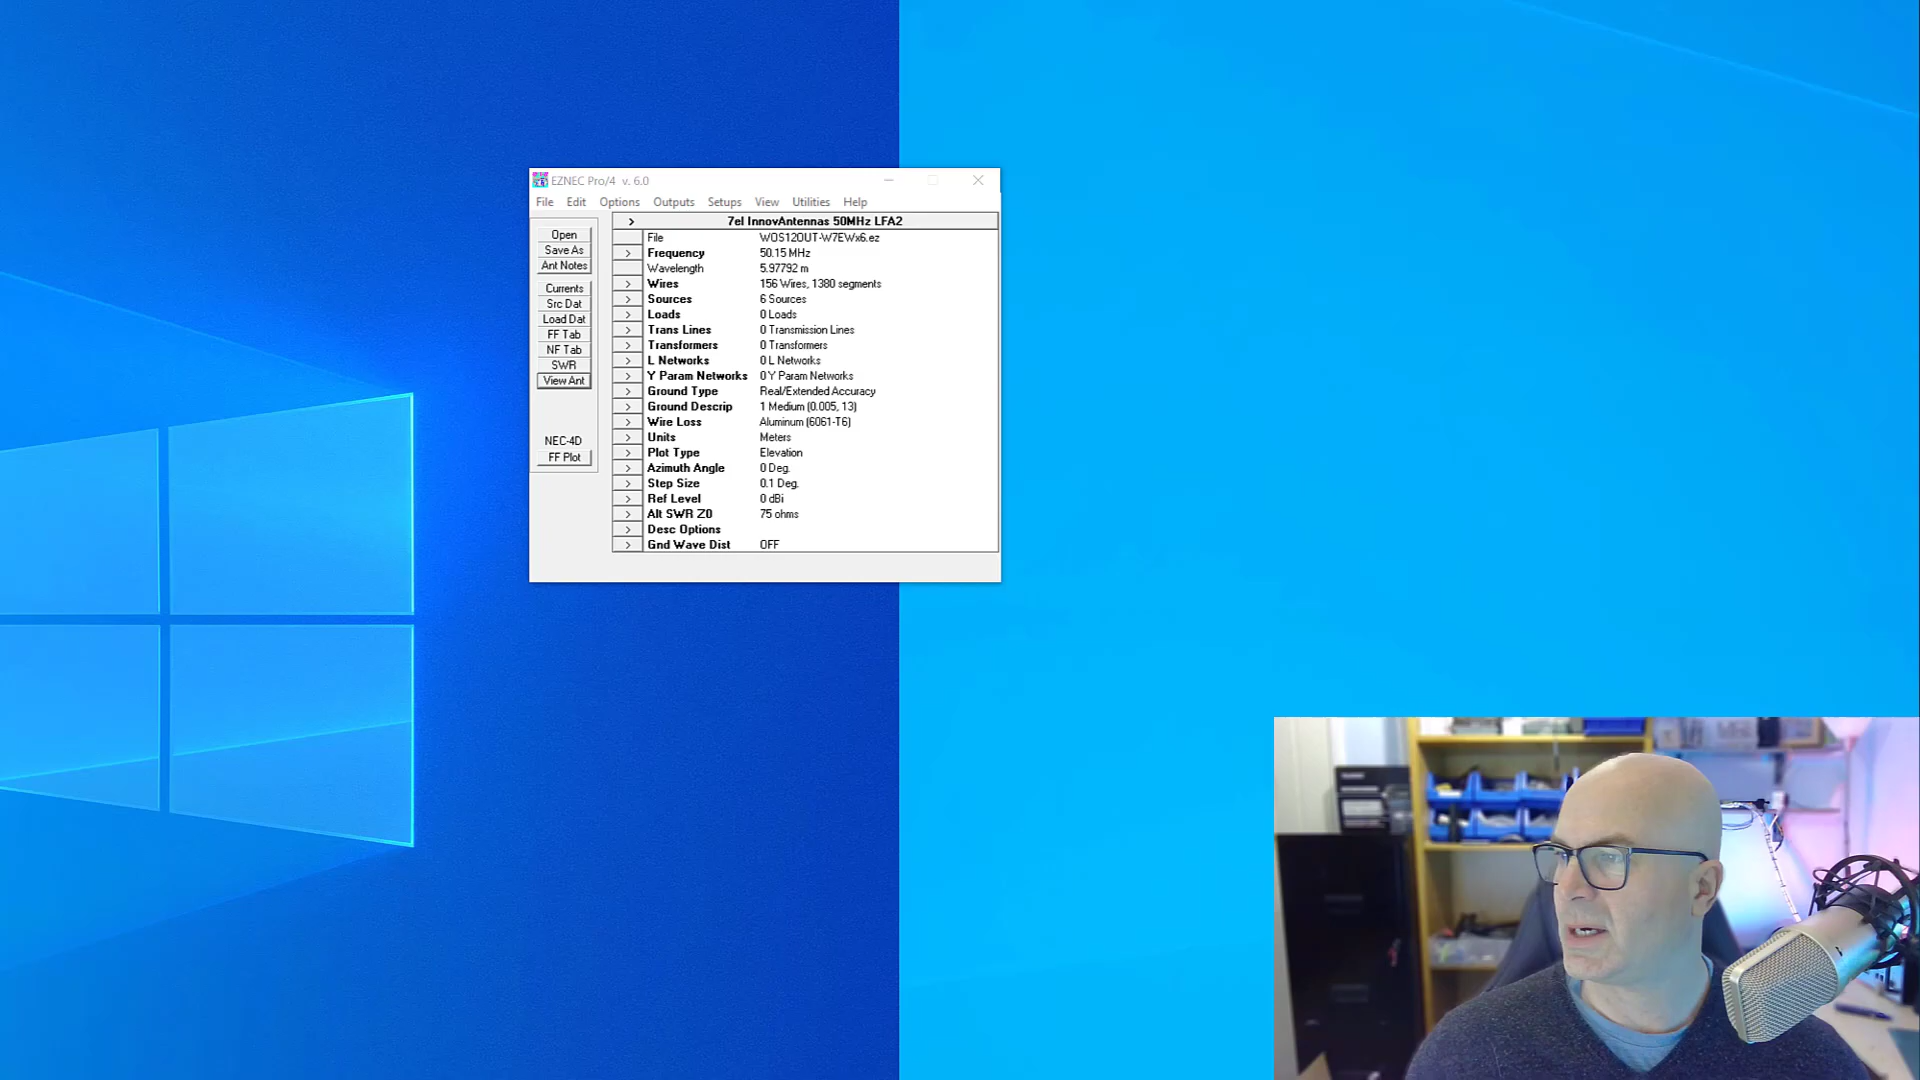 EZNEC Pro/4 v. 6.0
File Edit Options Outputs Setups View Utilities Help
> 7el InnovAntennas 50MHz LFA2
Open
Save As
Ant Notes
Currents
Src Dat
Load Dat
FF Tab
NF Tab
SWR
View Ant
NEC-4D
FF Plot
File WOS12OUT-W7EWx6.ez
> Frequency 50.15 MHz
Wavelength 5.97792 m
> Wires 156 Wires, 1380 segments
> Sources 6 Sources
> Loads 0 Loads
> Trans Lines 0 Transmission Lines
> Transformers 0 Transformers
> L Networks 0 L Networks
> Y Param Networks 0 Y Param Networks
> Ground Type Real/Extended Accuracy
> Ground Descrip 1 Medium (0.005, 13)
> Wire Loss Aluminum (6061-T6)
> Units Meters
> Plot Type Elevation
> Azimuth Angle 0 Deg.
> Step Size 0.1 Deg.
> Ref Level 0 dBi
> Alt SWR Z0 75 ohms
> Desc Options
> Gnd Wave Dist OFF